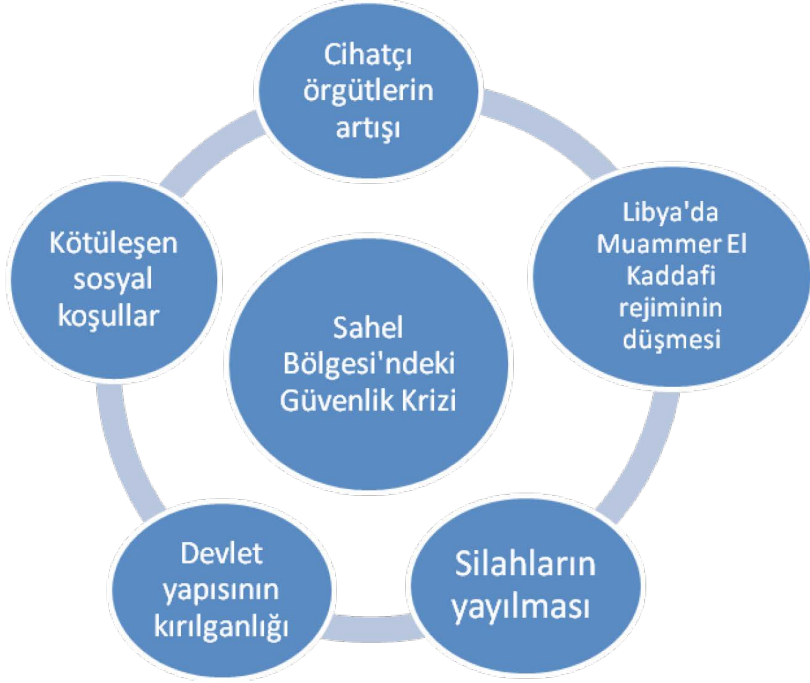 Cihatçı
örgütlerin
artışı
Libya'da
Muammer El
Kaddafi
rejiminin
düşmesi
Silahların
yayılması
Devlet
yapısının
kırılganlığı
Kötüleşen
sosyal
koşullar
Sahel
Bölgesi'ndeki
Güvenlik Krizi